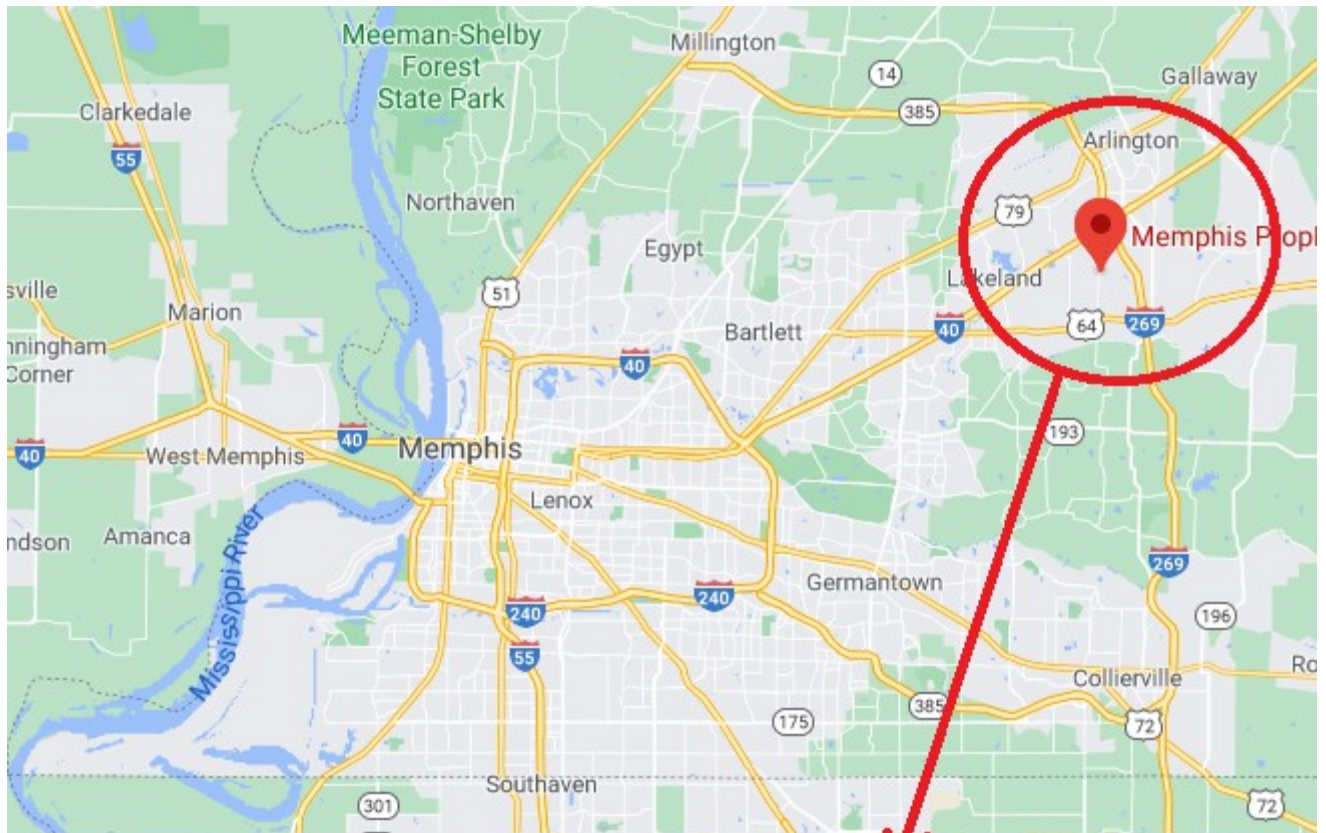 Meeman-Shelby
Forest
State Park
Millington
14
Gallaway
Clarkedale
385
Arlington
55
Northaven
79
Egypt
Memphis Peopl
Lakeland
51
sville
Marion
Bartlett
40
64
269
nningham
Corner
40
193
40
40
West Memphis
Memphis
Lenox
ndson
Amanca
Mississippi River
269
Germantown
240
240
196
55
Ro
Collierville
385
175
72
Southaven
301
72